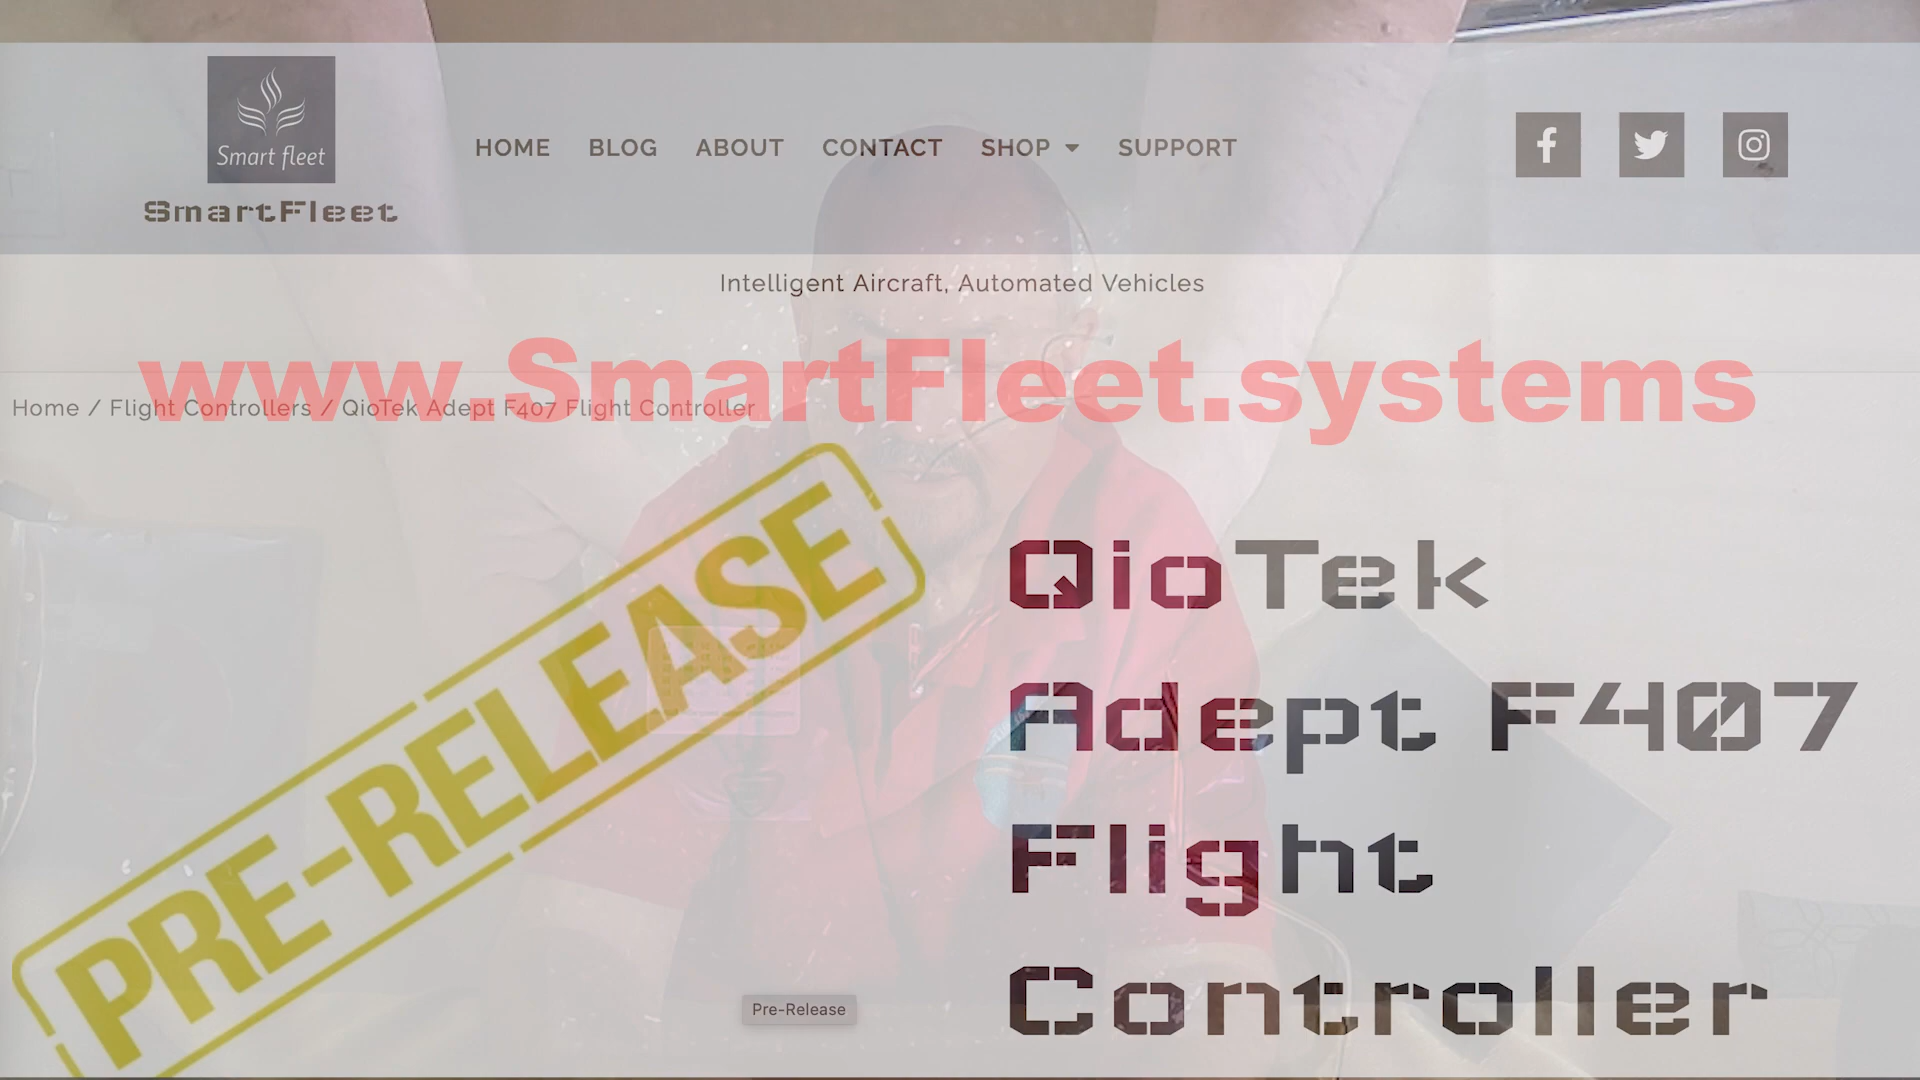 Smart fleet
SmartFleet
HOME BLOG ABOUT CONTACT SHOP SUPPORT
Intelligent Aircraft, Automated Vehicles
www.SmartFleet.systems
Home / Flight Controllers / QioTek Adept F407 Flight Controller
PRE-RELEASE
QioTek
Adept F407
Flight
Controller
Pre-Release